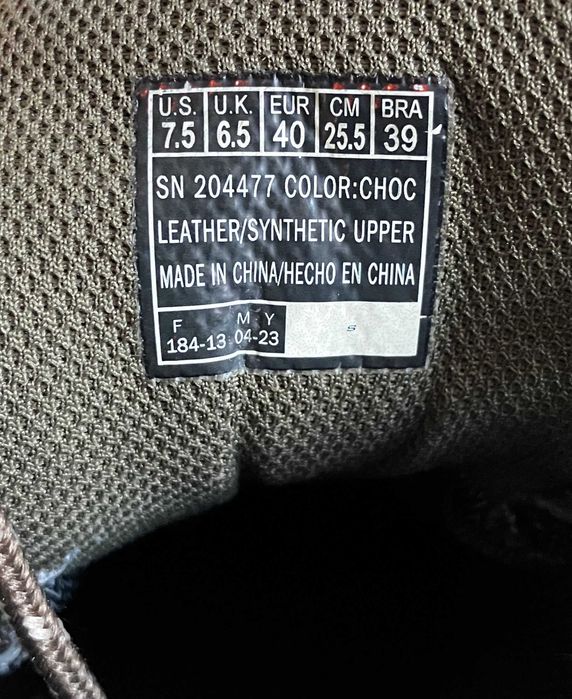 U.S. U.K. EUR CM BRA
7.5 6.5 40 25.5 39
SN 204477 COLOR:CHOC
LEATHER/SYNTHETIC UPPER
MADE IN CHINA/HECHO EN CHINA
F M Y
184-13 04-23
S